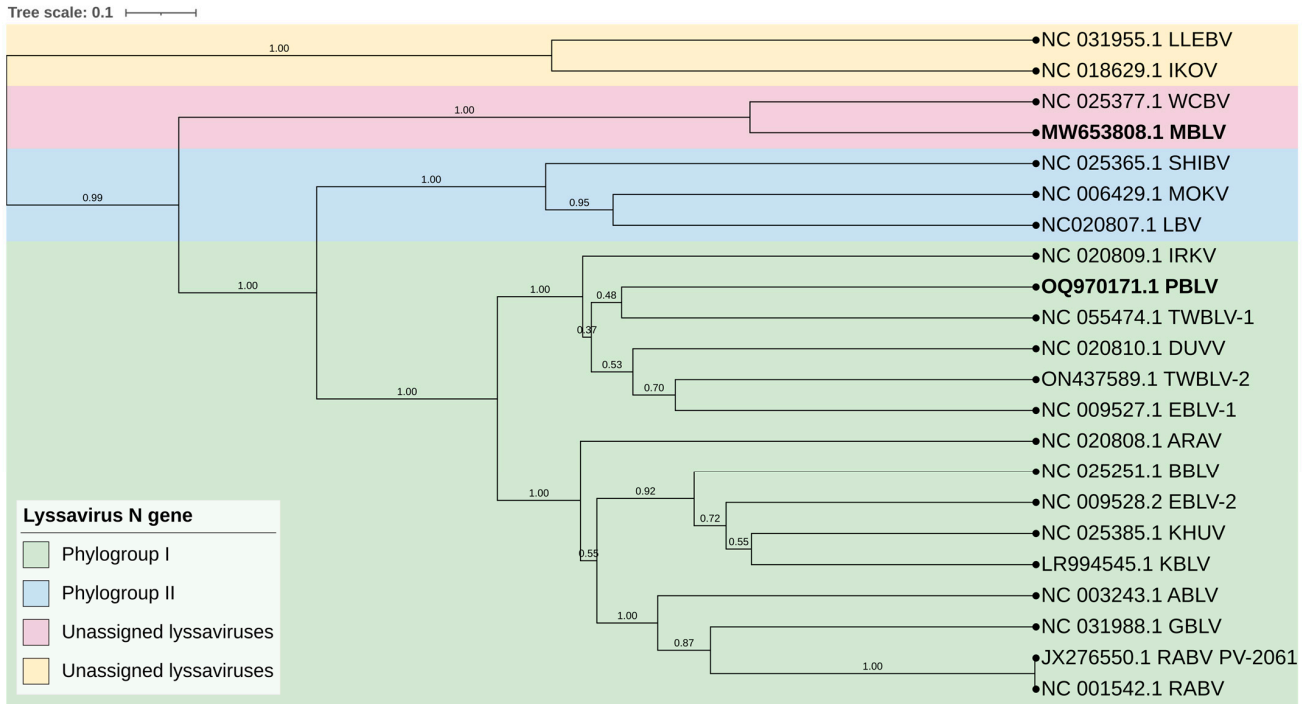 Tree scale: 0.1
1.00
NC 031955.1 LLEBV
NC 018629.1 IKOV
1.00
NC 025377.1 WCBV
MW653808.1 MBLV
0.99
1.00
NC 025365.1 SHIBV
0.95
NC 006429.1 MOKV
NC020807.1 LBV
1.00
1.00
1.00
NC 020809.1 IRKV
0.37
0.48
OQ970171.1 PBLV
NC 055474.1 TWBLV-1
0.53
NC 020810.1 DUVV
0.70
ON437589.1 TWBLV-2
NC 009527.1 EBLV-1
1.00
NC 020808.1 ARAV
0.55
0.92
NC 025251.1 BBLV
0.72
NC 009528.2 EBLV-2
0.55
NC 025385.1 KHUV
LR994545.1 KBLV
1.00
NC 003243.1 ABLV
0.87
NC 031988.1 GBLV
1.00
JX276550.1 RABV PV-2061
NC 001542.1 RABV
Lyssavirus N gene
Phylogroup I
Phylogroup II
Unassigned lyssaviruses
Unassigned lyssaviruses